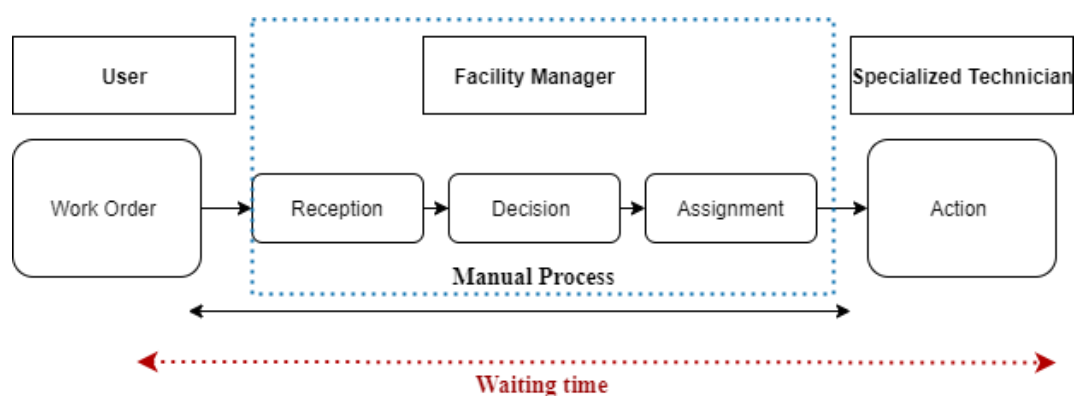 User
Facility Manager
Specialized Technician
Work Order
Reception
Decision
Assignment
Action
Manual Process
Waiting time